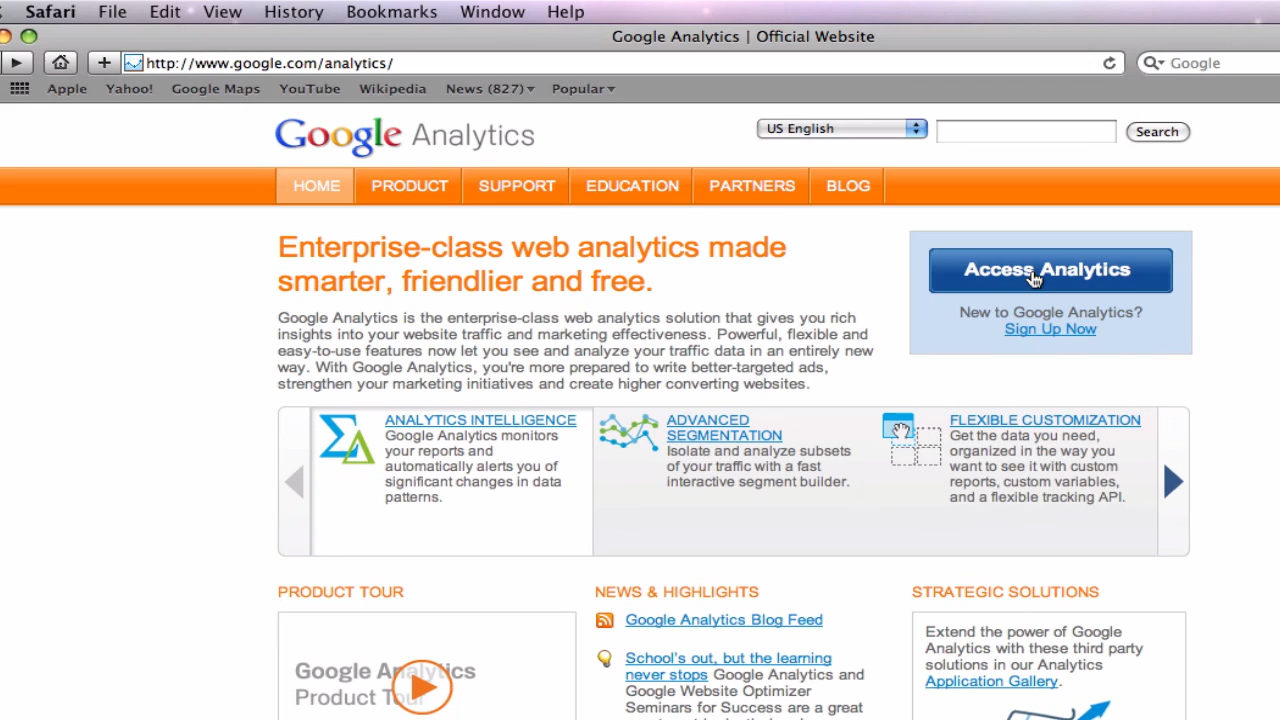 Safari File Edit View History Bookmarks Window Help
Google Analytics | Official Website
http://www.google.com/analytics/
Google
Apple Yahoo! Google Maps YouTube Wikipedia News (827) Popular
Google Analytics
US English
Search
HOME PRODUCT SUPPORT EDUCATION PARTNERS BLOG
Enterprise-class web analytics made
smarter, friendlier and free.
Google Analytics is the enterprise-class web analytics solution that gives you rich
insights into your website traffic and marketing effectiveness. Powerful, flexible and
easy-to-use features now let you see and analyze your traffic data in an entirely new
way. With Google Analytics, you're more prepared to write better-targeted ads,
strengthen your marketing initiatives and create higher converting websites.
Access Analytics
New to Google Analytics?
Sign Up Now
ANALYTICS INTELLIGENCE
Google Analytics monitors
your reports and
automatically alerts you of
significant changes in data
patterns.
ADVANCED
SEGMENTATION
Isolate and analyze subsets
of your traffic with a fast
interactive segment builder.
FLEXIBLE CUSTOMIZATION
Get the data you need,
organized in the way you
want to see it with custom
reports, custom variables,
and a flexible tracking API.
PRODUCT TOUR
Google Analytics
Product Tour
NEWS & HIGHLIGHTS
Google Analytics Blog Feed
School's out, but the learning
never stops Google Analytics and
Google Website Optimizer
Seminars for Success are a great
STRATEGIC SOLUTIONS
Extend the power of Google
Analytics with these third party
solutions in our Analytics
Application Gallery.